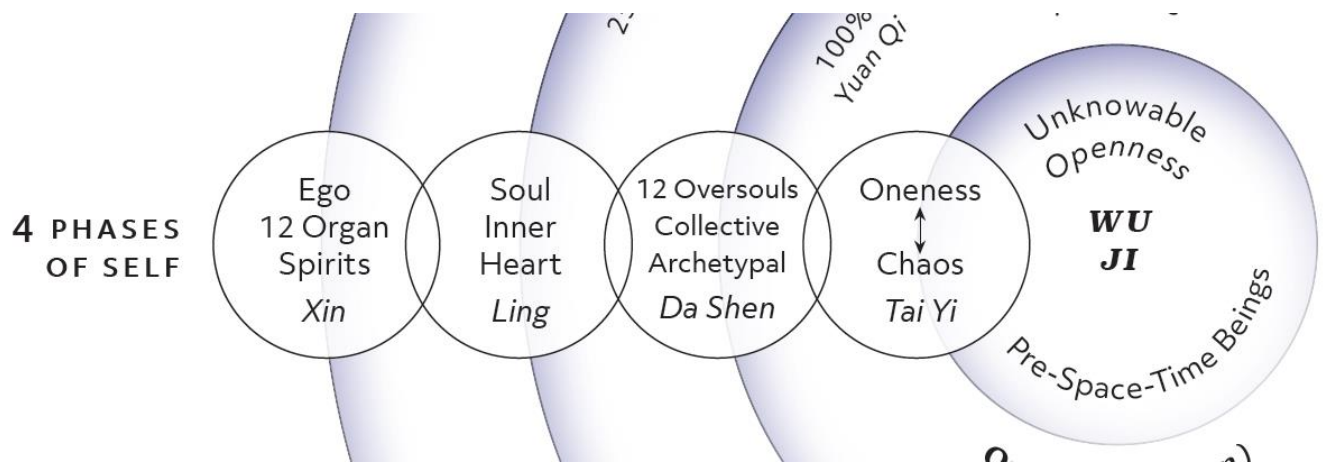 100%
Yuan Qi
Unknowable
Openness
WU
JI
Pre-Space-Time Beings
4 PHASES
OF SELF
Ego
12 Organ
Spirits
Xin
Soul
Inner
Heart
Ling
12 Oversouls
Collective
Archetypal
Da Shen
Oneness
Chaos
Tai Yi